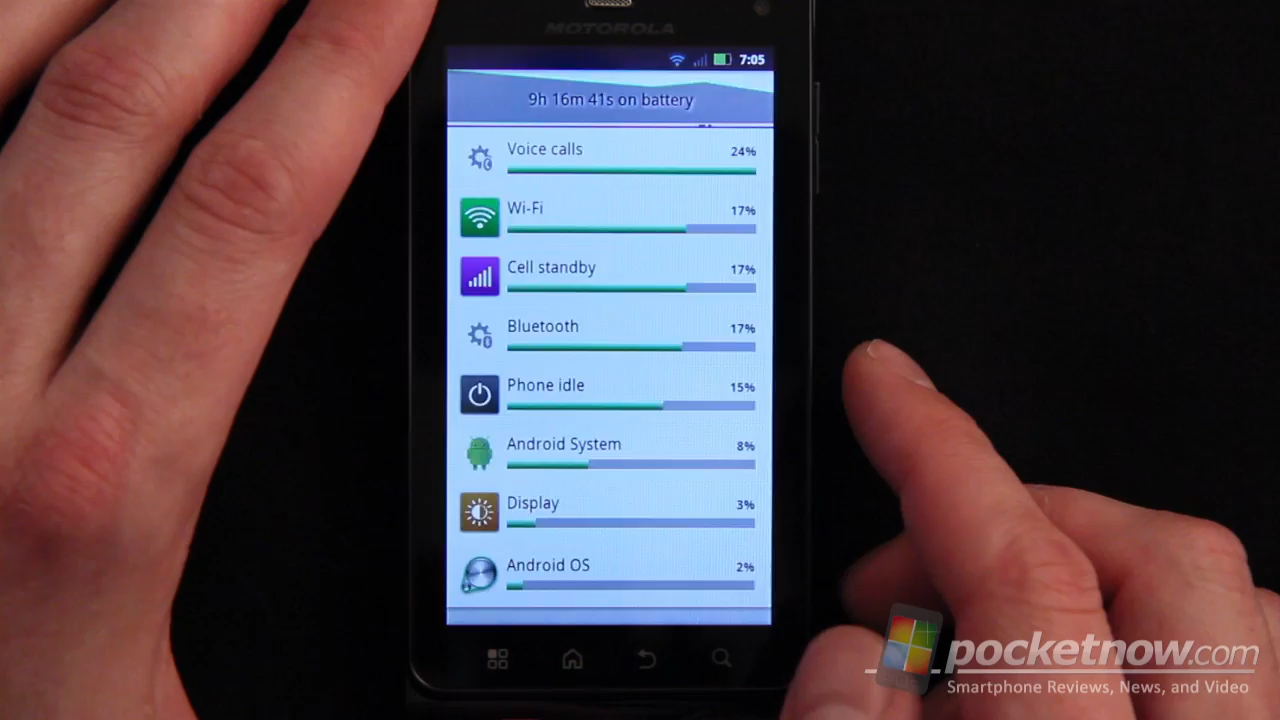 MOTOROLA
7:05
9h 16m 41s on battery
Voice calls 24%
Wi-Fi 17%
Cell standby 17%
Bluetooth 17%
Phone idle 15%
Android System 8%
Display 3%
Android OS 2%
pocketnow.com
Smartphone Reviews, News, and Video